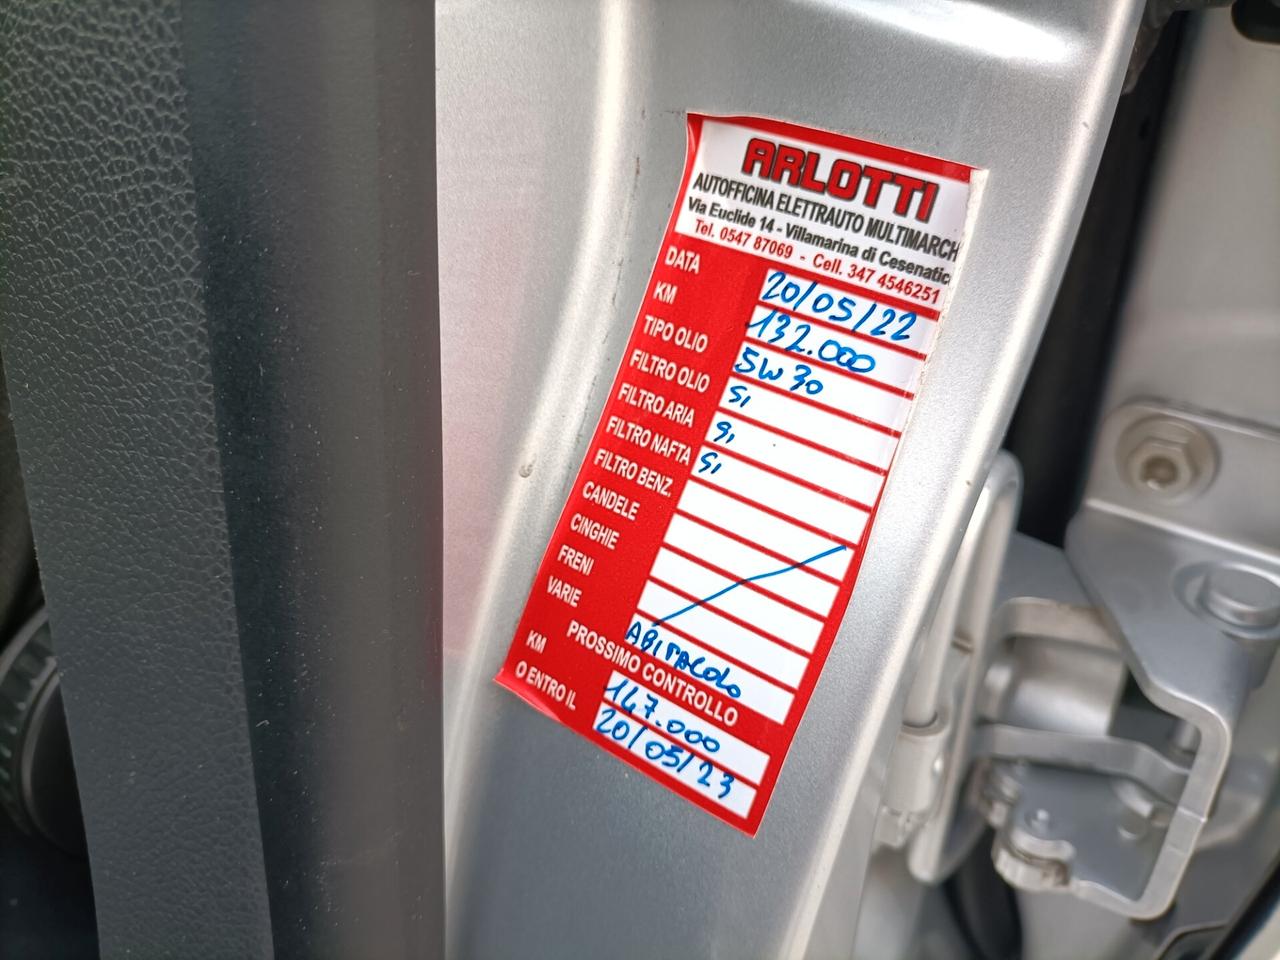 ARLOTTI
AUTOFFICINA ELETTRAUTO MULTIMARCH
Via Euclide 14 - Villamarina di Cesenatic
Tel. 0547 87069 - Cell. 347 4546251
DATA 20/05/22
KM 132.000
TIPO OLIO 5W30
FILTRO OLIO SI
FILTRO ARIA SI
FILTRO NAFTA SI
FILTRO BENZ.
CANDELE
CINGHIE
FRENI
VARIE ABITACOLO
PROSSIMO CONTROLLO
KM 147.000
O ENTRO IL 20/05/23